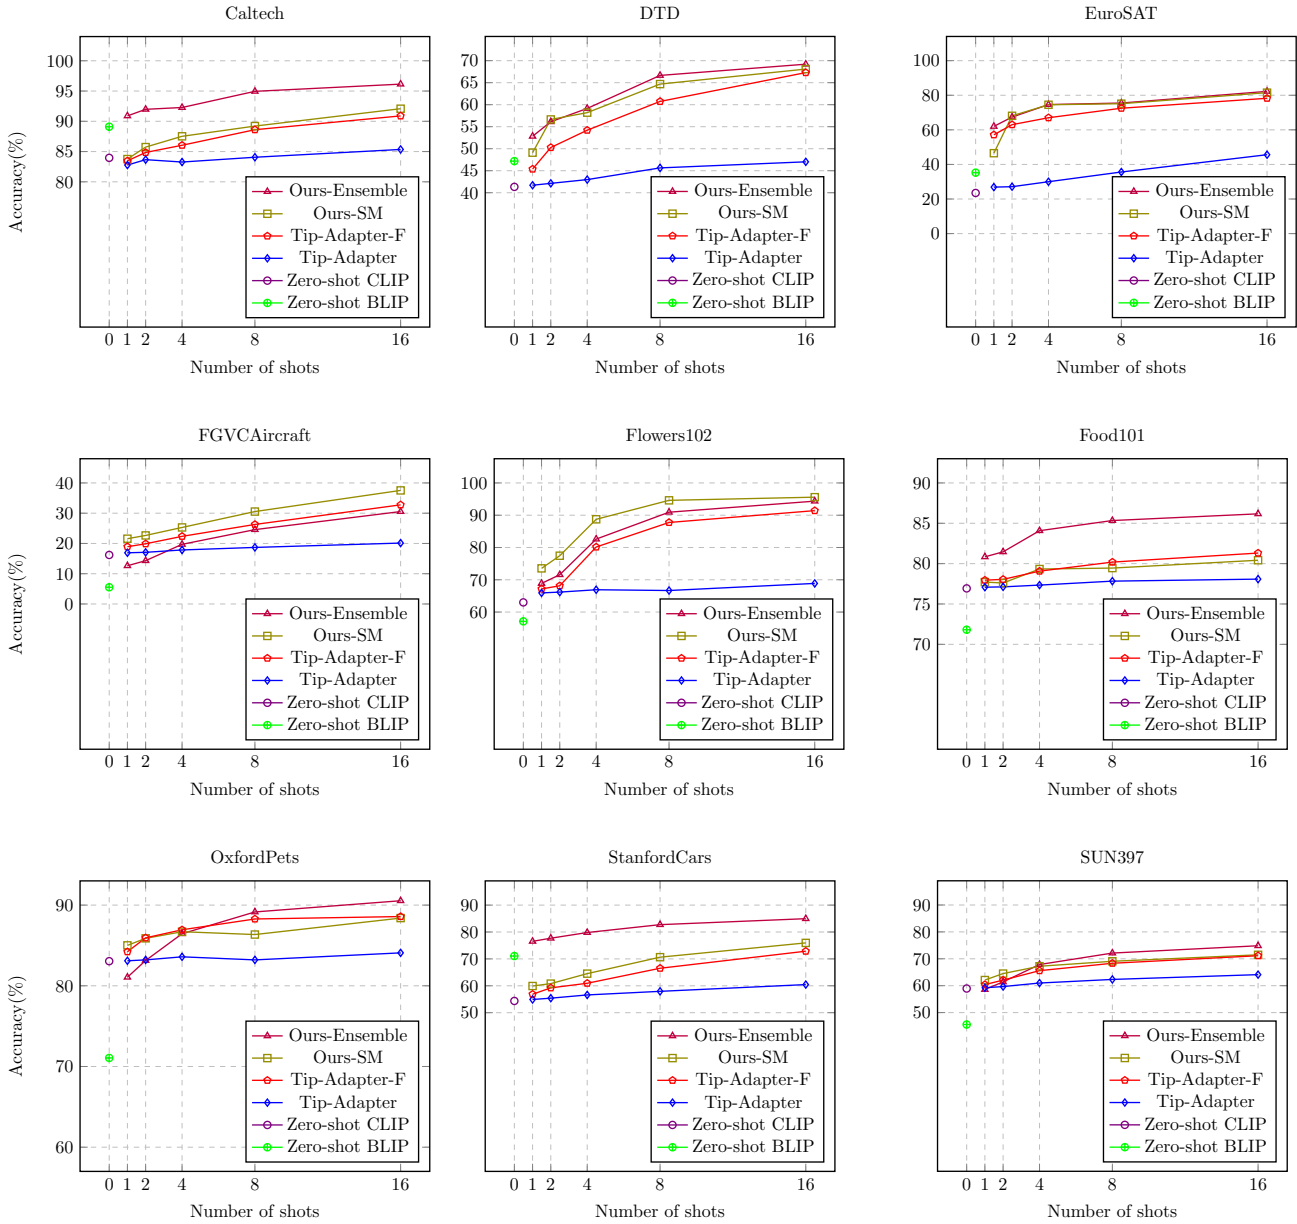 Caltech
DTD
EuroSAT
100
95
90
85
80
Accuracy(%)
Ours-Ensemble
Ours-SM
Tip-Adapter-F
Tip-Adapter
Zero-shot CLIP
Zero-shot BLIP
0 1 2 4 8 16
Number of shots
70
65
60
55
50
45
40
Ours-Ensemble
Ours-SM
Tip-Adapter-F
Tip-Adapter
Zero-shot CLIP
Zero-shot BLIP
0 1 2 4 8 16
Number of shots
100
80
60
40
20
0
Ours-Ensemble
Ours-SM
Tip-Adapter-F
Tip-Adapter
Zero-shot CLIP
Zero-shot BLIP
0 1 2 4 8 16
Number of shots
FGVCAircraft
Flowers102
Food101
40
30
20
10
0
Accuracy(%)
Ours-Ensemble
Ours-SM
Tip-Adapter-F
Tip-Adapter
Zero-shot CLIP
Zero-shot BLIP
0 1 2 4 8 16
Number of shots
100
90
80
70
60
Ours-Ensemble
Ours-SM
Tip-Adapter-F
Tip-Adapter
Zero-shot CLIP
Zero-shot BLIP
0 1 2 4 8 16
Number of shots
90
85
80
75
70
Ours-Ensemble
Ours-SM
Tip-Adapter-F
Tip-Adapter
Zero-shot CLIP
Zero-shot BLIP
0 1 2 4 8 16
Number of shots
OxfordPets
StanfordCars
SUN397
90
80
70
60
Accuracy(%)
Ours-Ensemble
Ours-SM
Tip-Adapter-F
Tip-Adapter
Zero-shot CLIP
Zero-shot BLIP
0 1 2 4 8 16
Number of shots
90
80
70
60
50
Ours-Ensemble
Ours-SM
Tip-Adapter-F
Tip-Adapter
Zero-shot CLIP
Zero-shot BLIP
0 1 2 4 8 16
Number of shots
90
80
70
60
50
Ours-Ensemble
Ours-SM
Tip-Adapter-F
Tip-Adapter
Zero-shot CLIP
Zero-shot BLIP
0 1 2 4 8 16
Number of shots